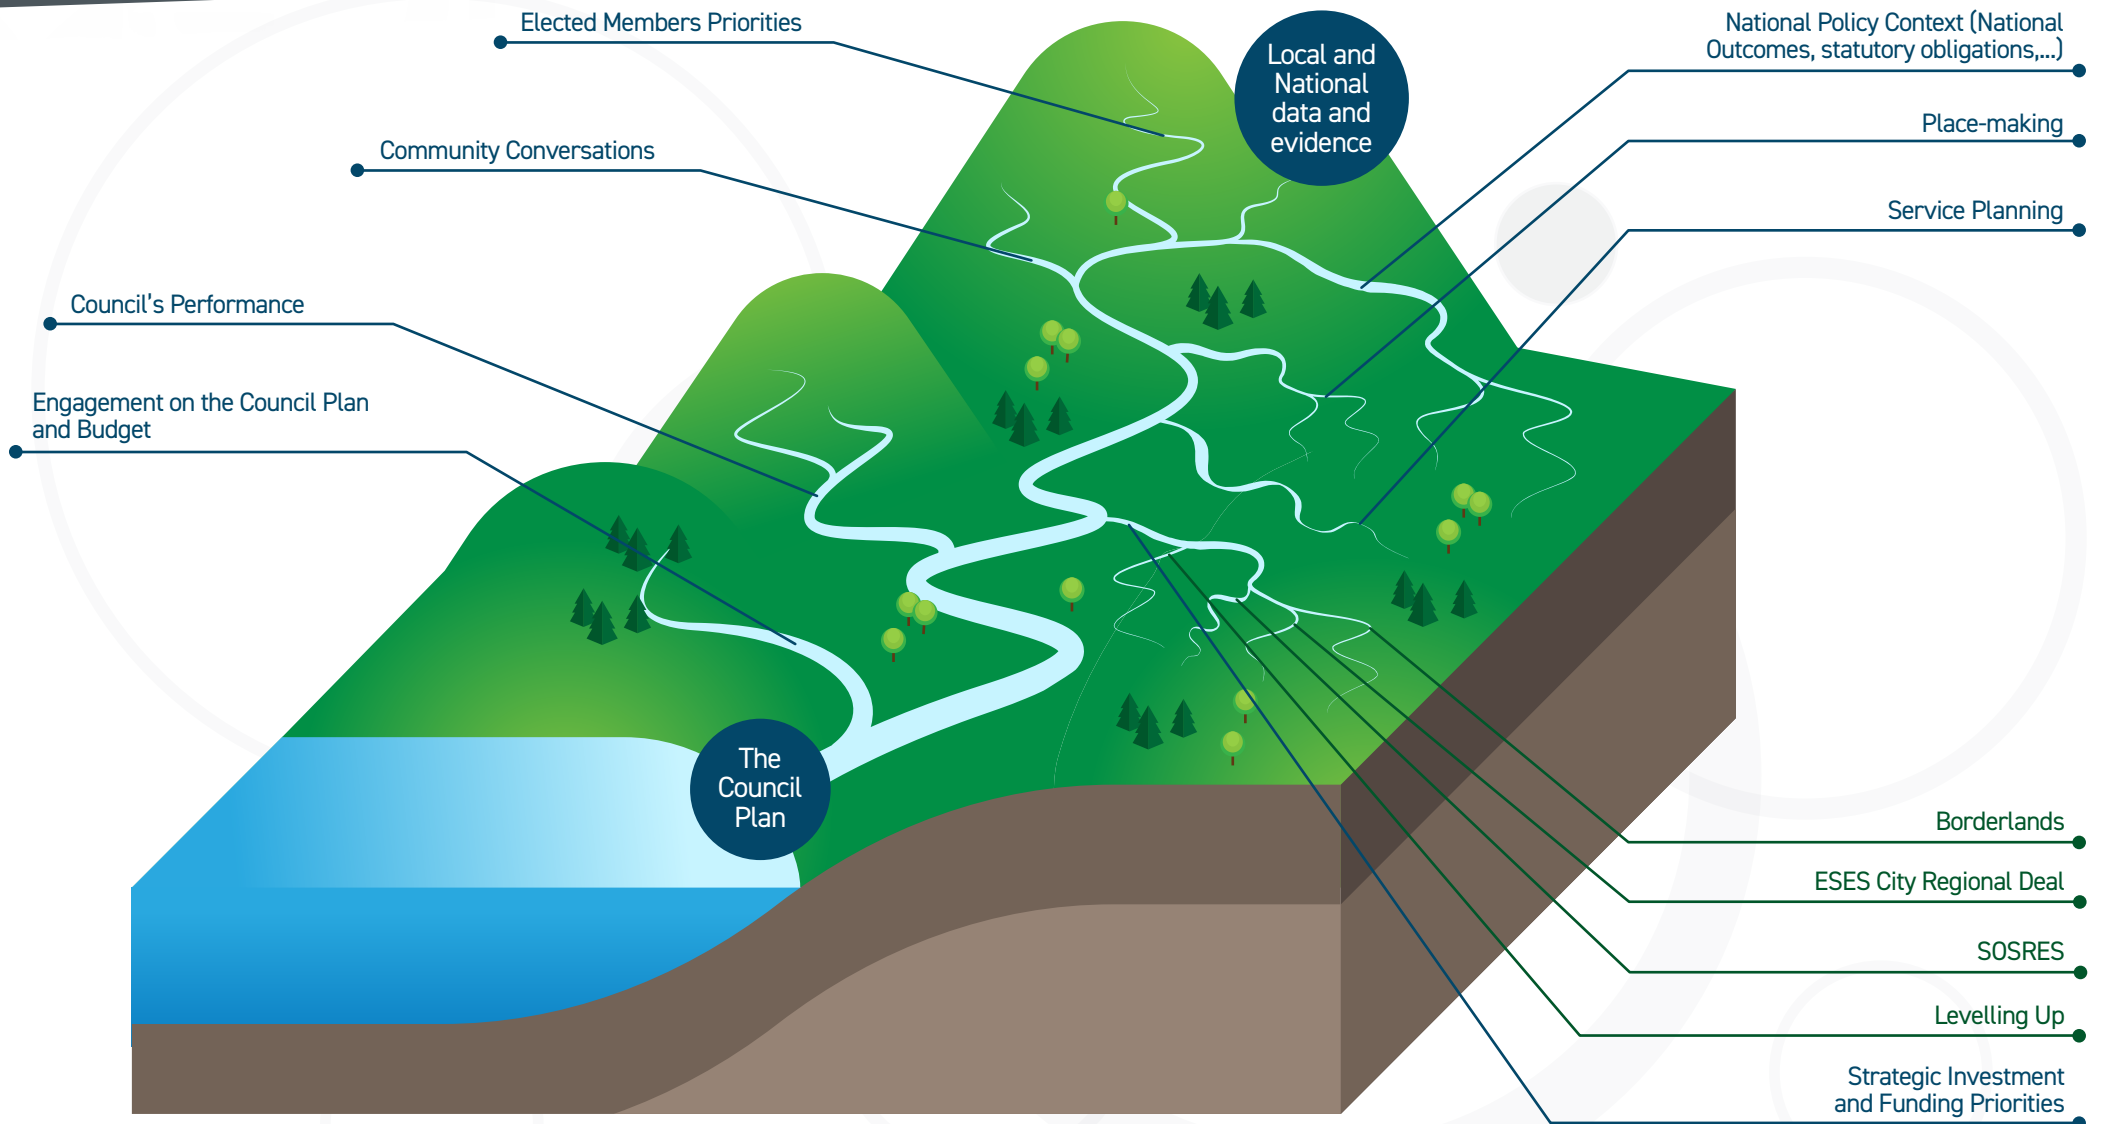 Elected Members Priorities
Community Conversations
Council's Performance
Engagement on the Council Plan
and Budget
Local and
National
data and
evidence
National Policy Context (National
Outcomes, statutory obligations,...)
Place-making
Service Planning
The
Council
Plan
Borderlands
ESES City Regional Deal
SOSRES
Levelling Up
Strategic Investment
and Funding Priorities